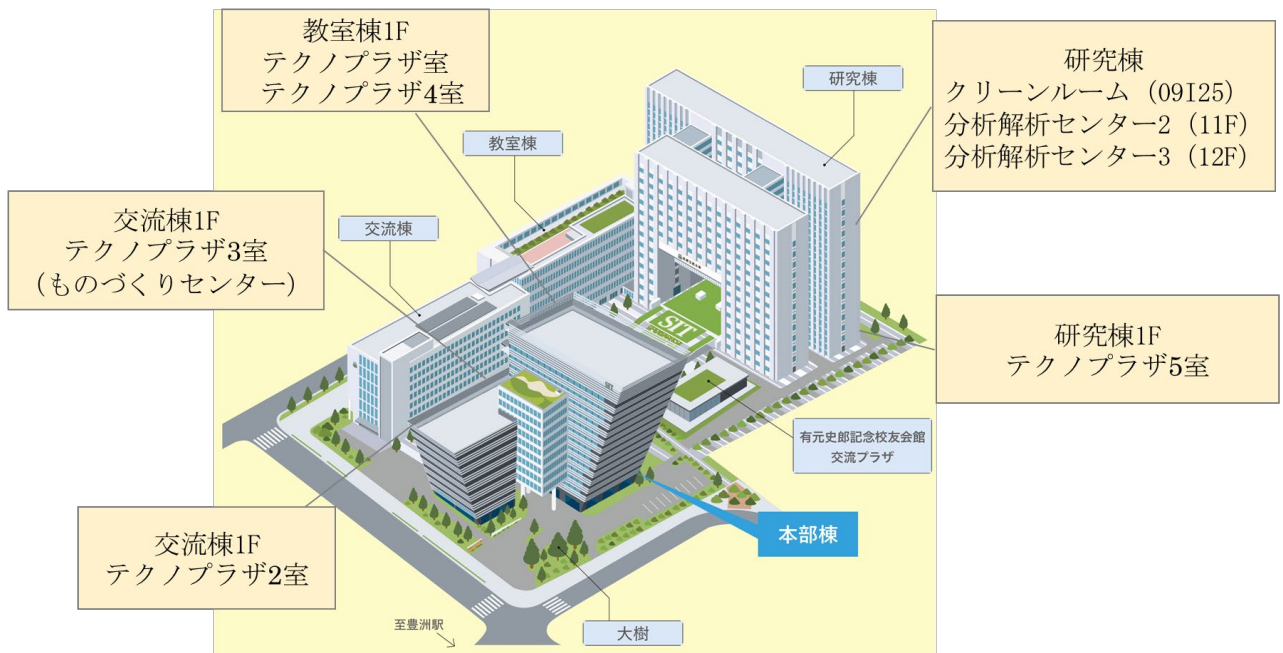 教室棟1F
テクノプラザ室
テクノプラザ4室
研究棟
研究棟
クリーンルーム (09I25)
分析解析センター2 (11F)
分析解析センター3 (12F)
教室棟
交流棟1F
テクノプラザ3室
(ものづくりセンター)
交流棟
SIT
研究棟1F
テクノプラザ5室
SIT
有元史郎記念校友会館
交流プラザ
本部棟
交流棟1F
テクノプラザ2室
至豊洲駅
大樹